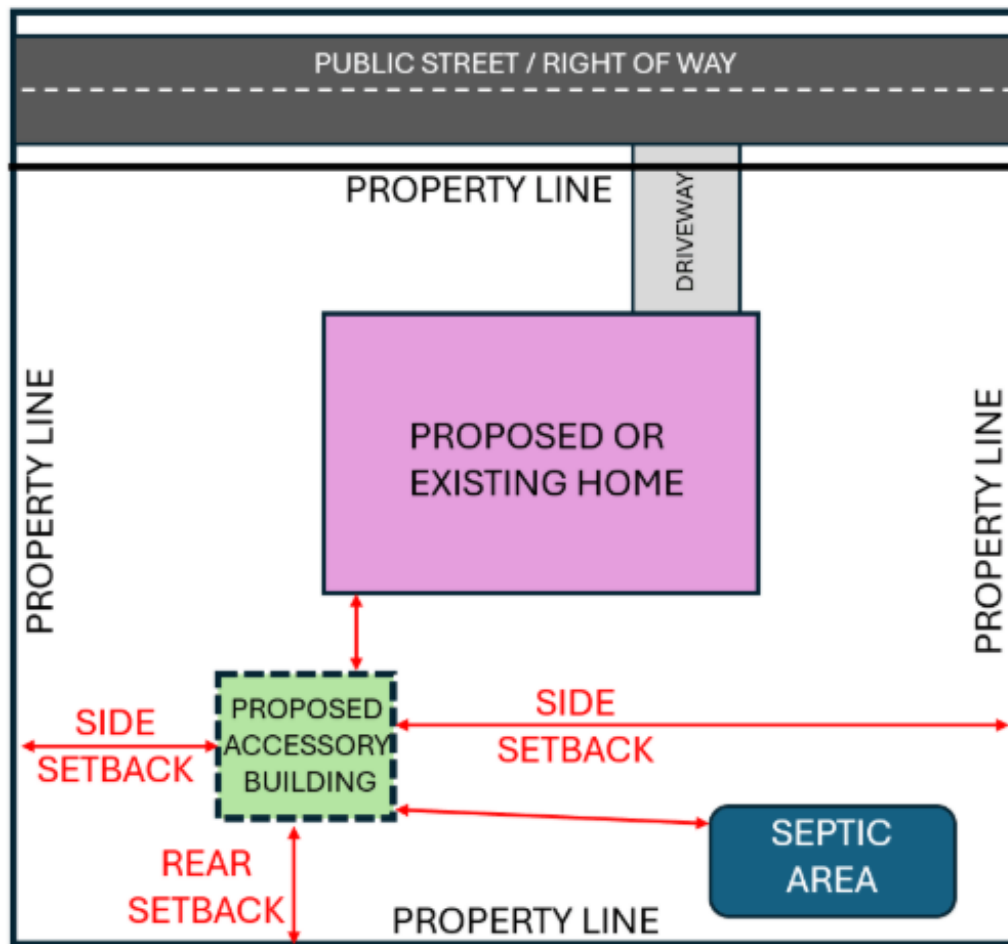 PUBLIC STREET / RIGHT OF WAY
PROPERTY LINE
DRIVEWAY
PROPERTY LINE
PROPOSED OR
EXISTING HOME
PROPERTY LINE
SIDE
SETBACK
PROPOSED
ACCESSORY
BUILDING
SIDE
SETBACK
REAR
SETBACK
SEPTIC
AREA
PROPERTY LINE